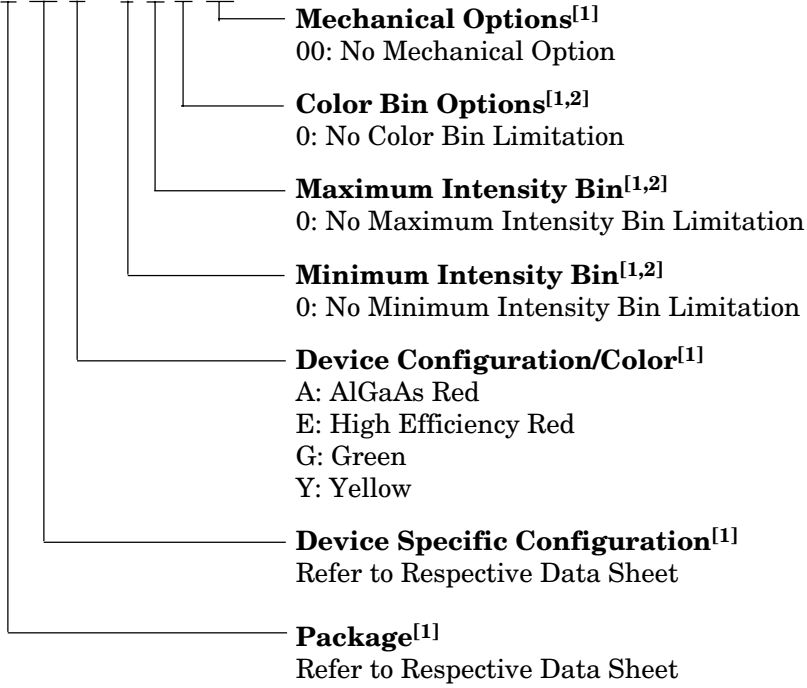 Mechanical Options[1]
00: No Mechanical Option
Color Bin Options[1,2]
0: No Color Bin Limitation
Maximum Intensity Bin[1,2]
0: No Maximum Intensity Bin Limitation
Minimum Intensity Bin[1,2]
0: No Minimum Intensity Bin Limitation
Device Configuration/Color[1]
A: AlGaAs Red
E: High Efficiency Red
G: Green
Y: Yellow
Device Specific Configuration[1]
Refer to Respective Data Sheet
Package[1]
Refer to Respective Data Sheet